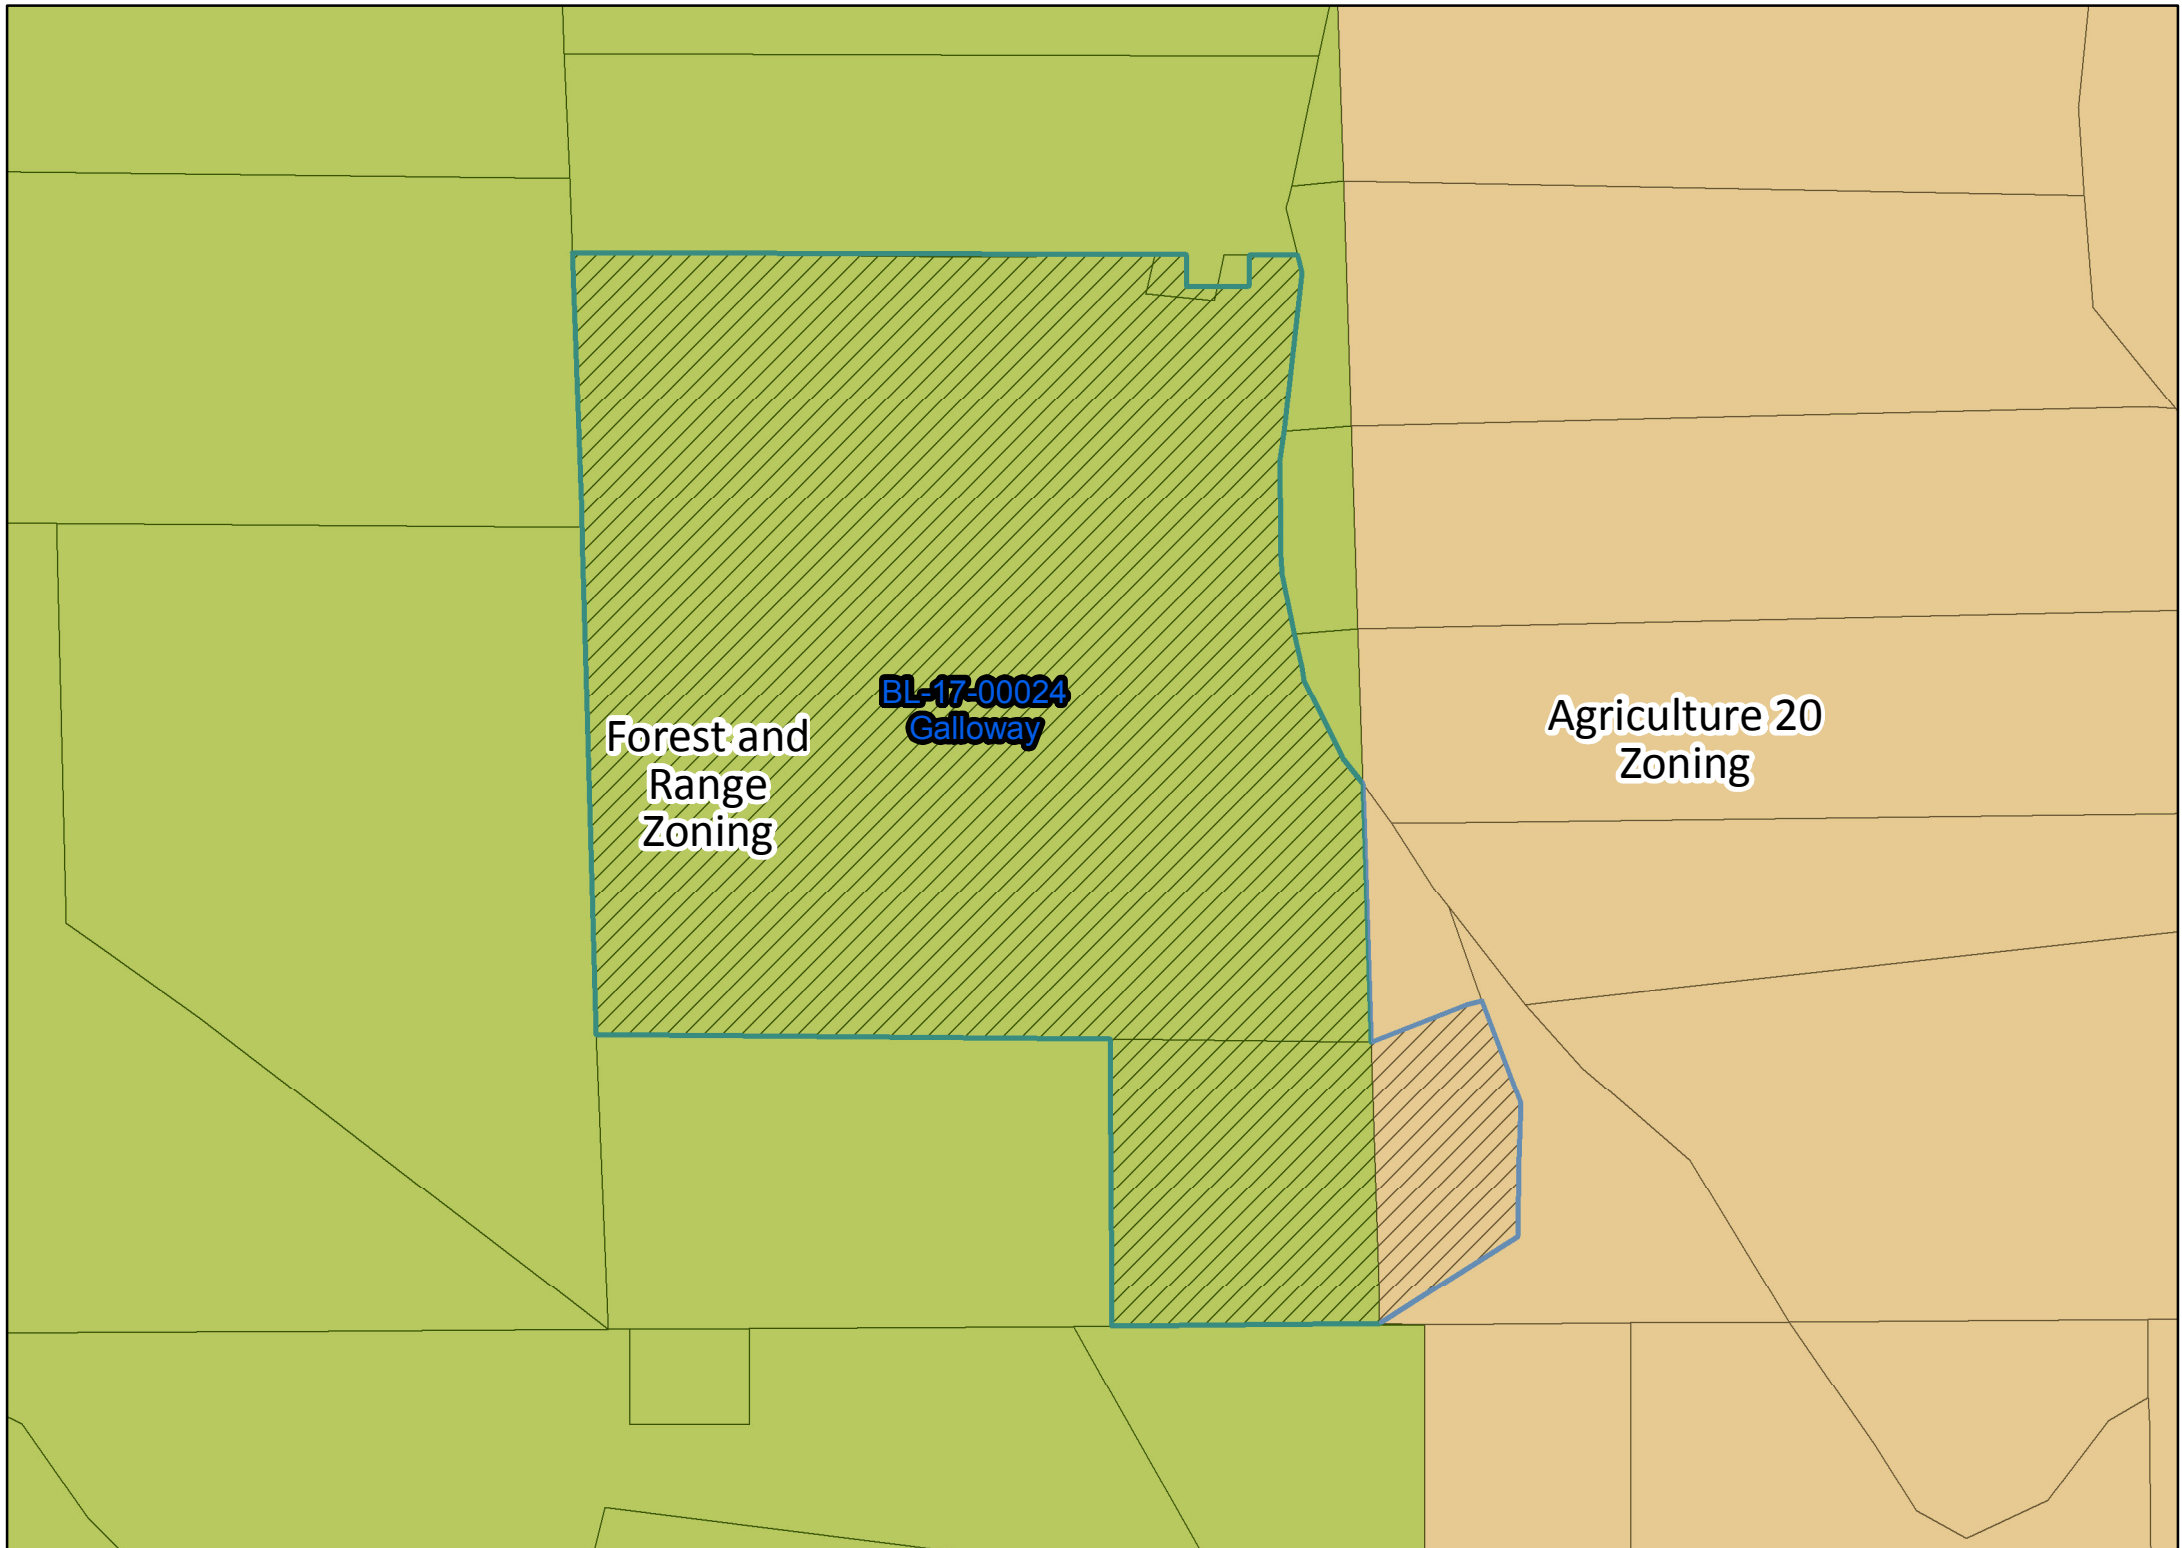 BL-17-00024
Galloway
Forest and
Range
Zoning
Agriculture 20
Zoning